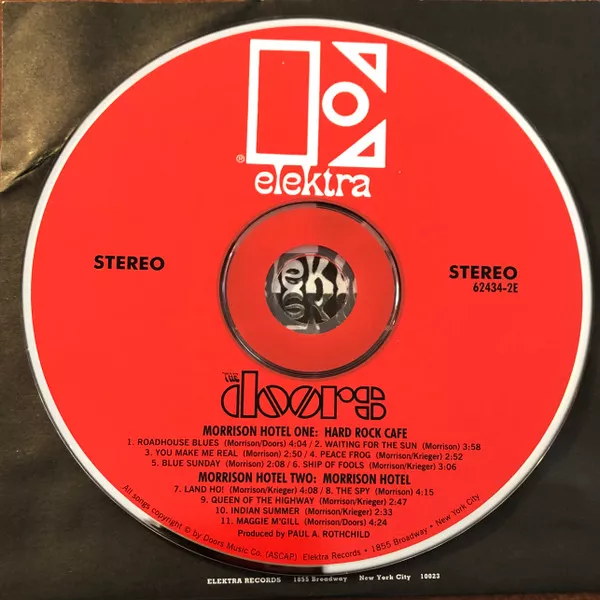 ®
elektra
STEREO
STEREO
62434-2E
THE
doors
MORRISON HOTEL ONE: HARD ROCK CAFE
1. ROADHOUSE BLUES (Morrison/Doors) 4:04 / 2. WAITING FOR THE SUN (Morrison) 3:58
3. YOU MAKE ME REAL (Morrison) 2:50 / 4. PEACE FROG (Morrison/Krieger) 2:52
5. BLUE SUNDAY (Morrison) 2:08 / 6. SHIP OF FOOLS (Morrison/Krieger) 3:06
MORRISON HOTEL TWO: MORRISON HOTEL
7. LAND HO! (Morrison/Krieger) 4:08 / 8. THE SPY (Morrison) 4:15
9. QUEEN OF THE HIGHWAY (Morrison/Krieger) 2:47
10. INDIAN SUMMER (Morrison/Krieger) 2:33
11. MAGGIE M'GILL (Morrison/Doors) 4:24
Produced by PAUL A. ROTHCHILD
All songs copyright © by Doors Music Co. (ASCAP) Elektra Records • 1855 Broadway • New York City
ELEKTRA RECORDS 1855 Broadway New York City 10023